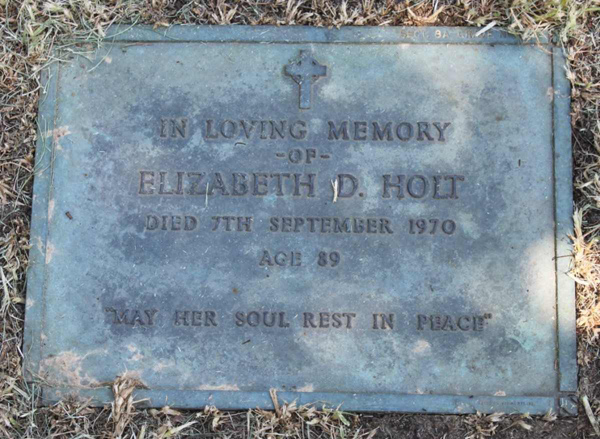 IN LOVING MEMORY
-OF-
ELIZABETH D. HOLT
DIED 7TH SEPTEMBER 1970
AGE 89
"MAY HER SOUL REST IN PEACE"